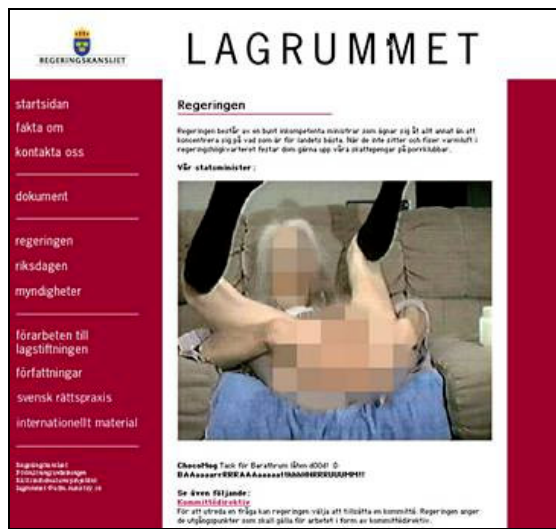 REGERINGSKANSLIET
LAGRUMMET
startsidan
fakta om
kontakta oss
dokument
regeringen
riksdagen
myndigheter
förarbeten till
lagstiftningen
författningar
svensk rättspraxis
internationellt material
Regeringen
Regeringen består av en bunt inkompetenta ministrar som ägnar sig åt allt annat än att
koncentrera sig på vad som är för landets bästa. När de inte sitter och fiser varmluft i
regeringshögkvarteret festar dom gärna upp våra skattepengar på porrklubbar.
Vår statsminister:
ChocoMog Tack för Barathrum
Se även följande:
Kommittédirektiv
För att utreda en fråga kan regeringen välja att tillsätta en kommitté. Regeringen anger
de utgångspunkter som skall gälla för arbetet i form av kommittédirektiv.